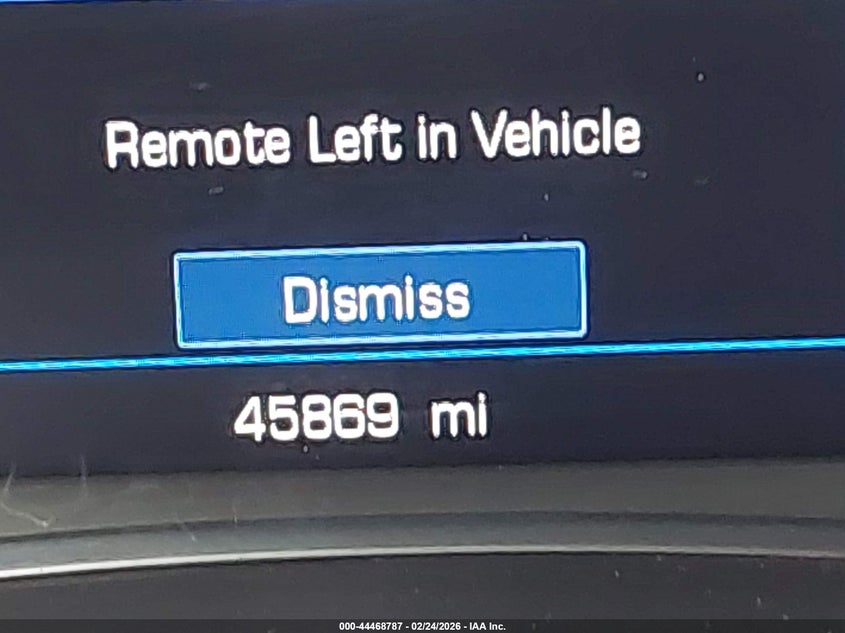 Remote Left in Vehicle
Dismiss
45869 mi
000-44468787 - 02/24/2026 - IAA Inc.